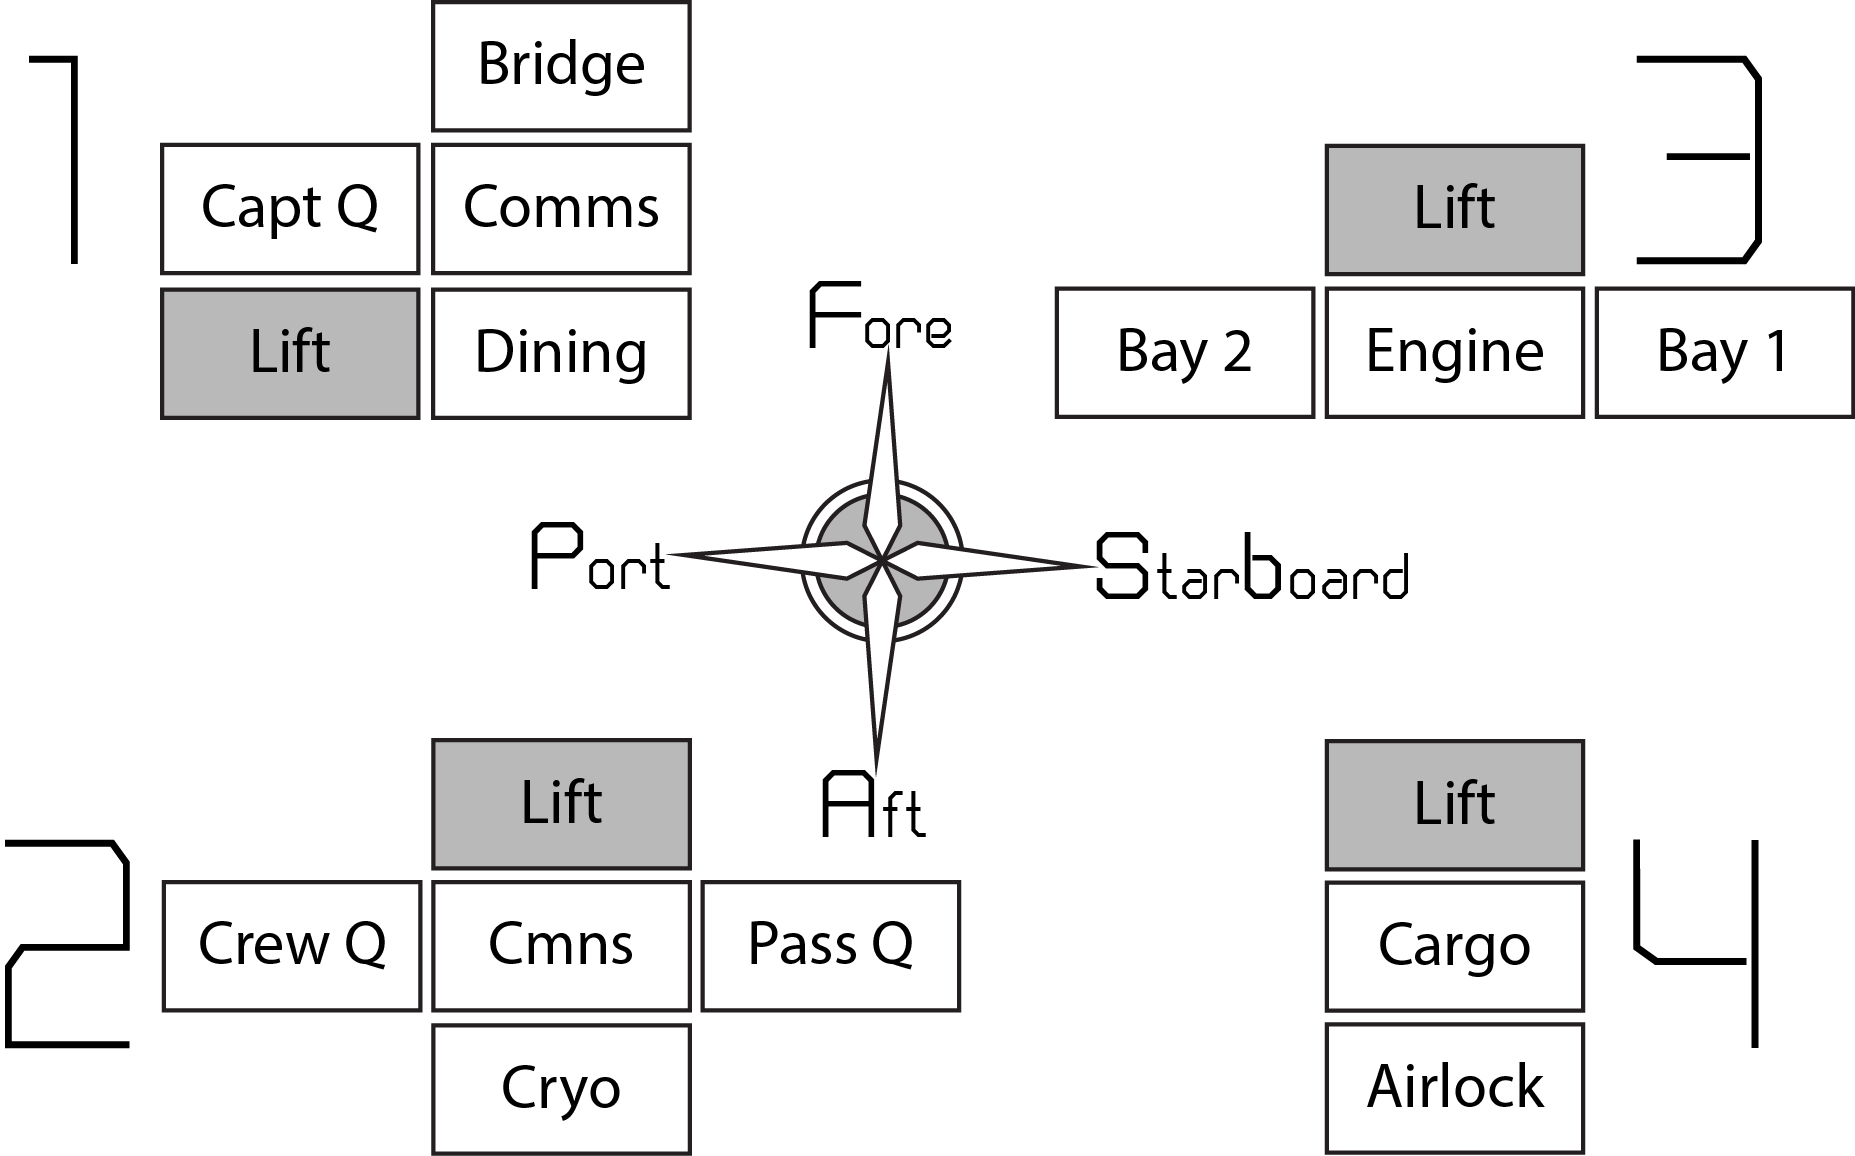 1
Bridge
Capt Q
Comms
Lift
Dining
3
Lift
Bay 2
Engine
Bay 1
Fore
Port
Starboard
Aft
2
Lift
Crew Q
Cmns
Pass Q
Cryo
4
Lift
Cargo
Airlock